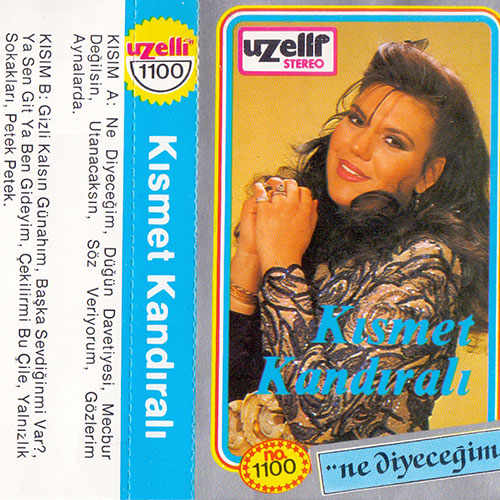 KISIM A: Ne Diyeceğim, Düğün Davetiyesi, Mecbur
Değilsin, Utanacaksın, Söz Veriyorum, Gözlerim
Aynalarda.
KISIM B: Gizli Kalsın Günahım, Başka Sevdiğinmi Var?,
Ya Sen Git Ya Ben Gideyim, Çekilirmi Bu Çile, Yalnızlık
Sokakları, Petek Petek.
uzelli
1100
Kısmet Kandıralı
uzelli
STEREO
Kısmet
Kandıralı
no.
1100
"ne diyeceğim